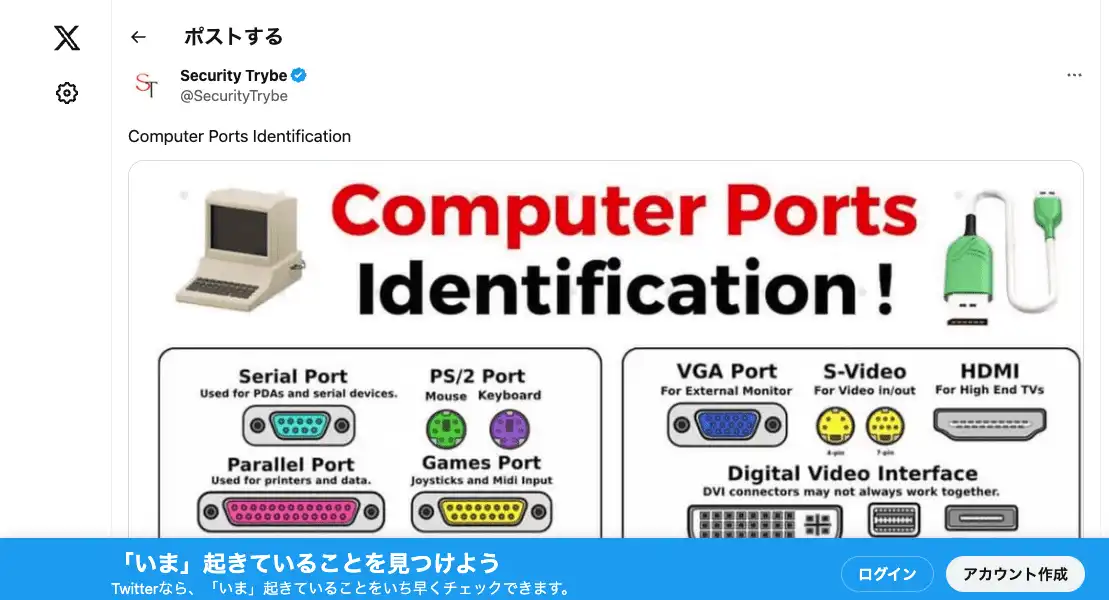 ポストする
Security Trybe
@SecurityTrybe
Computer Ports Identification
Computer Ports
Identification !
Serial Port
Used for PDAs and serial devices.
PS/2 Port
Mouse Keyboard
Parallel Port
Used for printers and data.
Games Port
Joysticks and Midi Input
VGA Port
For External Monitor
S-Video
For Video in/out
4-pin 7-pin
HDMI
For High End TVs
Digital Video Interface
DVI connectors may not always work together.
「いま」起きていることを見つけよう
Twitterなら、「いま」起きていることをいち早くチェックできます。
ログイン
アカウント作成